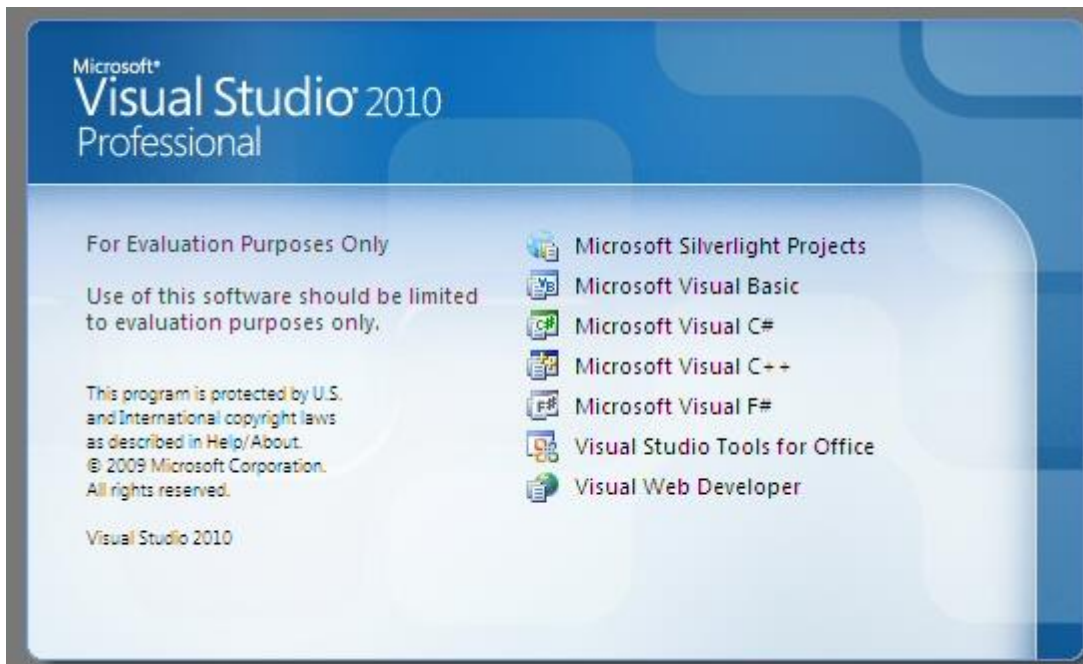 Microsoft®
Visual Studio® 2010
Professional
For Evaluation Purposes Only
Use of this software should be limited
to evaluation purposes only.
This program is protected by U.S.
and International copyright laws
as described in Help/About.
© 2009 Microsoft Corporation.
All rights reserved.
Visual Studio 2010
Microsoft Silverlight Projects
Microsoft Visual Basic
Microsoft Visual C#
Microsoft Visual C++
Microsoft Visual F#
Visual Studio Tools for Office
Visual Web Developer